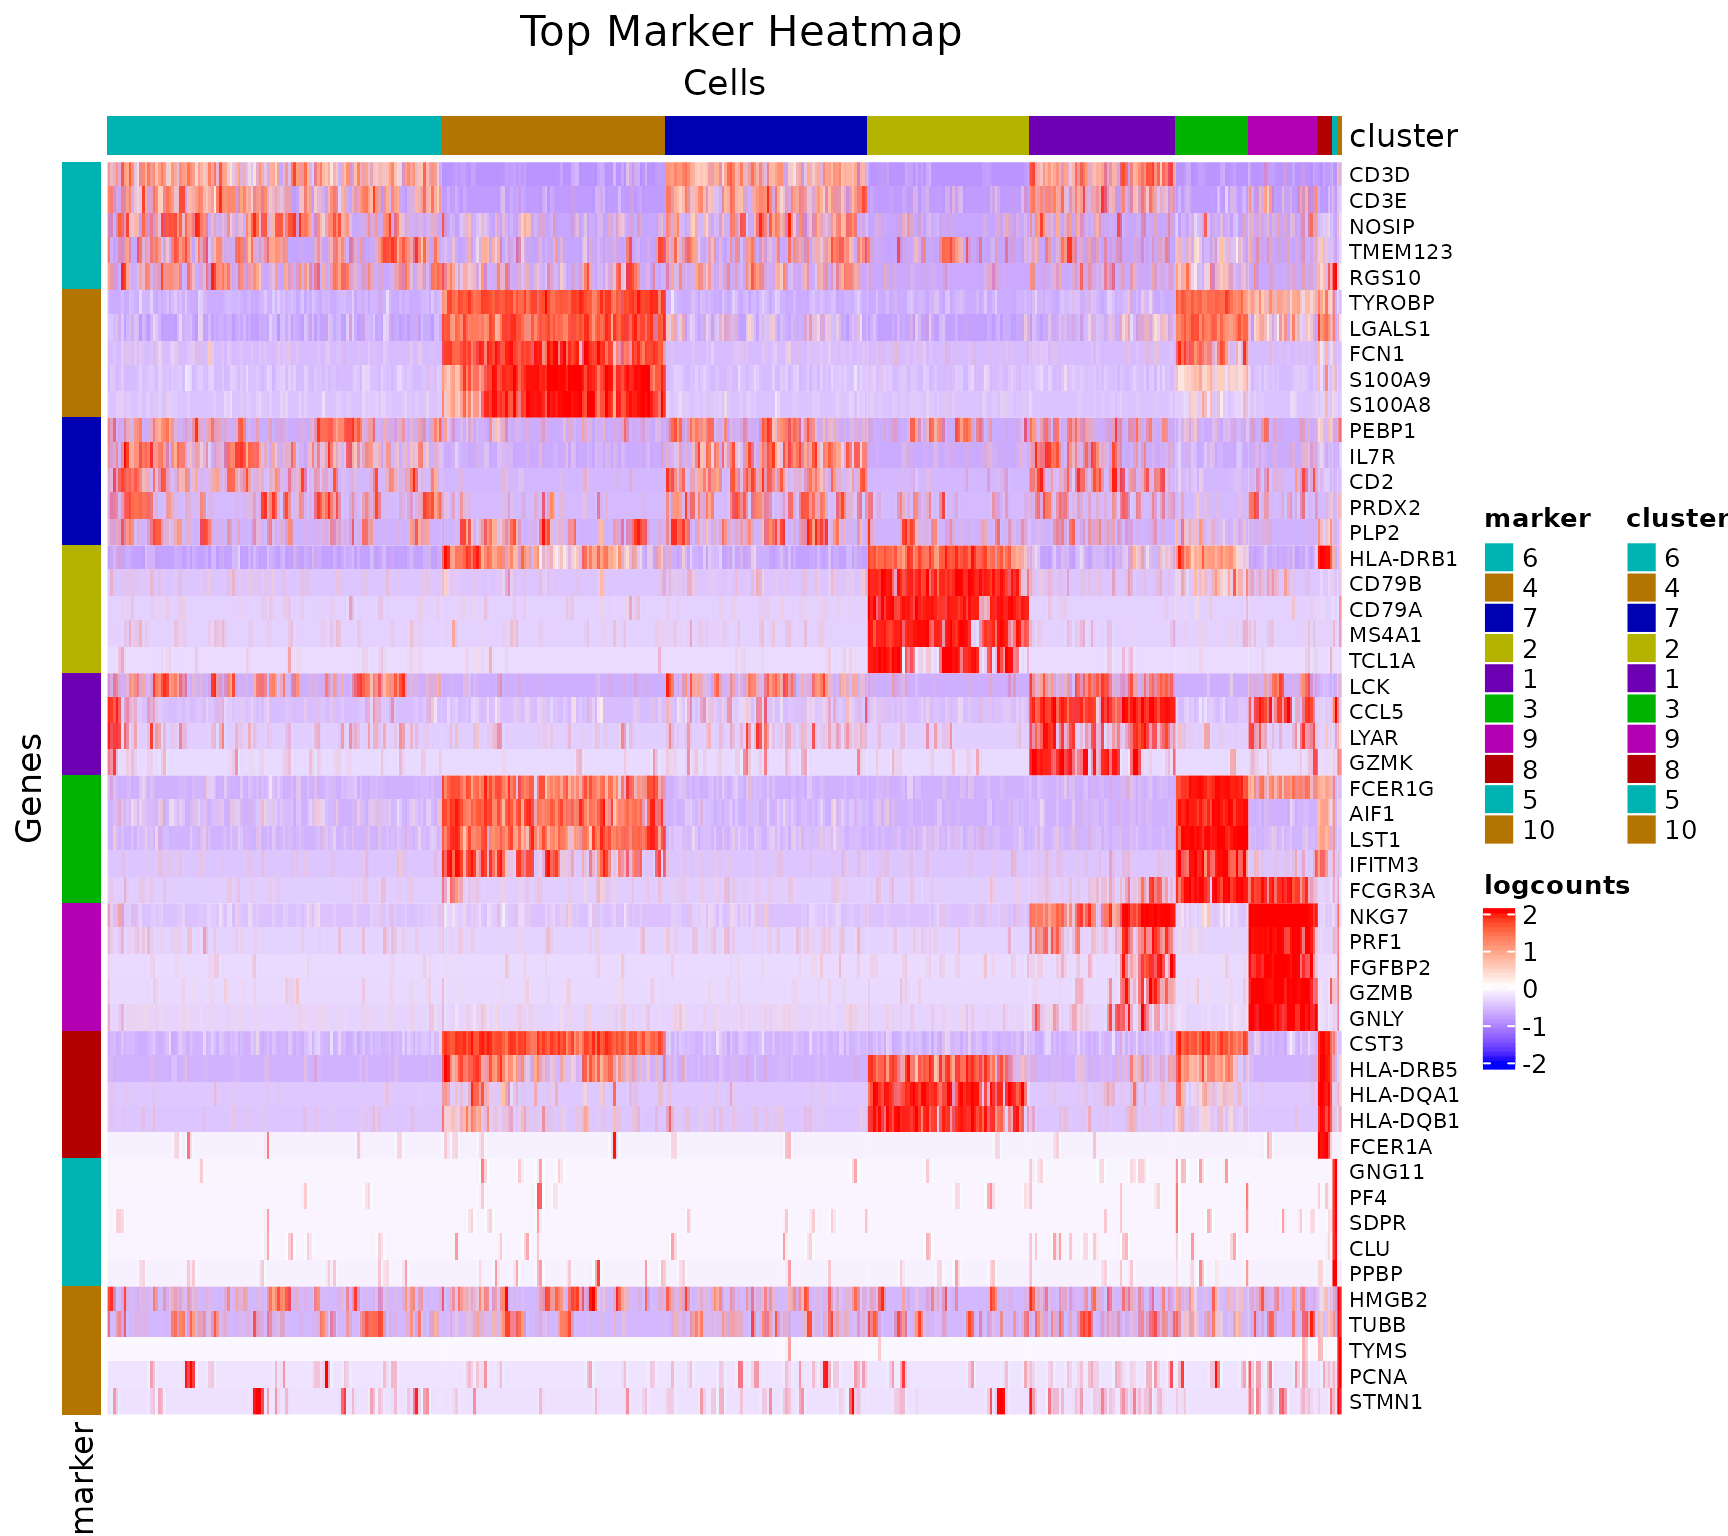 Top Marker Heatmap
Cells
cluster
CD3D
CD3E
NOSIP
TMEM123
RGS10
TYROBP
LGALS1
FCN1
S100A9
S100A8
PEBP1
IL7R
CD2
PRDX2
PLP2
HLA-DRB1
CD79B
CD79A
MS4A1
TCL1A
LCK
CCL5
LYAR
GZMK
FCER1G
AIF1
LST1
IFITM3
FCGR3A
NKG7
PRF1
FGFBP2
GZMB
GNLY
CST3
HLA-DRB5
HLA-DQA1
HLA-DQB1
FCER1A
GNG11
PF4
SDPR
CLU
PPBP
HMGB2
TUBB
TYMS
PCNA
STMN1
Genes
marker
marker
6
4
7
2
1
3
9
8
5
10
cluster
6
4
7
2
1
3
9
8
5
10
logcounts
2
1
0
-1
-2